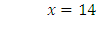 x = 14